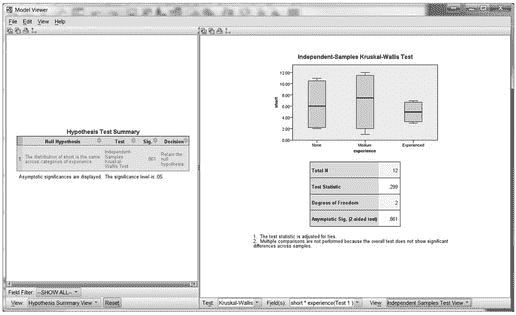 Model Viewer
File Edit View Help
Hypothesis Test Summary
Null Hypothesis Test Sig. Decision
1 The distribution of short is the same across categories of experience.
Independent-Samples Kruskal-Wallis Test
.861
Retain the null hypothesis.
Asymptotic significances are displayed. The significance level is .05.
Field Filter: --SHOW ALL--
View: Hypothesis Summary View Reset
Independent-Samples Kruskal-Wallis Test
12.00
10.00
8.00
6.00
4.00
2.00
0.00
short
None Medium Experienced
experience
Total N 12
Test Statistic .299
Degrees of Freedom 2
Asymptotic Sig. (2-sided test) .861
1. The test statistic is adjusted for ties.
2. Multiple comparisons are not performed because the overall test does not show significant
differences across samples.
Test: Kruskal-Wallis Field(s): short * experience(Test 1) View: Independent Samples Test View